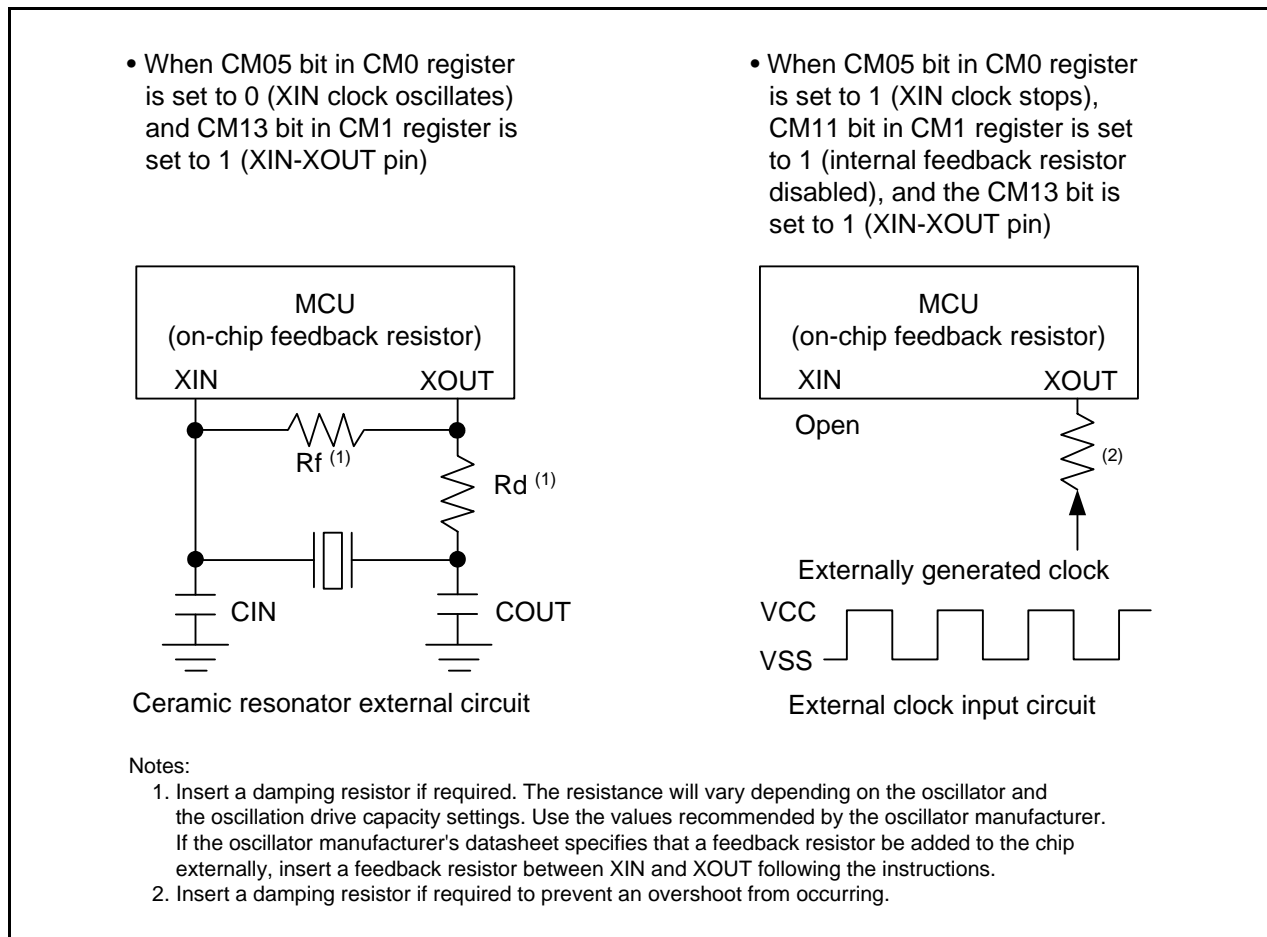 • When CM05 bit in CM0 register
is set to 0 (XIN clock oscillates)
and CM13 bit in CM1 register is
set to 1 (XIN-XOUT pin)
MCU
(on-chip feedback resistor)
XIN
XOUT
Rf (1)
Rd (1)
CIN
COUT
Ceramic resonator external circuit
• When CM05 bit in CM0 register
is set to 1 (XIN clock stops),
CM11 bit in CM1 register is set
to 1 (internal feedback resistor
disabled), and the CM13 bit is
set to 1 (XIN-XOUT pin)
MCU
(on-chip feedback resistor)
XIN
XOUT
Open
(2)
Externally generated clock
VCC
VSS
External clock input circuit
Notes:
1. Insert a damping resistor if required. The resistance will vary depending on the oscillator and
the oscillation drive capacity settings. Use the values recommended by the oscillator manufacturer.
If the oscillator manufacturer's datasheet specifies that a feedback resistor be added to the chip
externally, insert a feedback resistor between XIN and XOUT following the instructions.
2. Insert a damping resistor if required to prevent an overshoot from occurring.